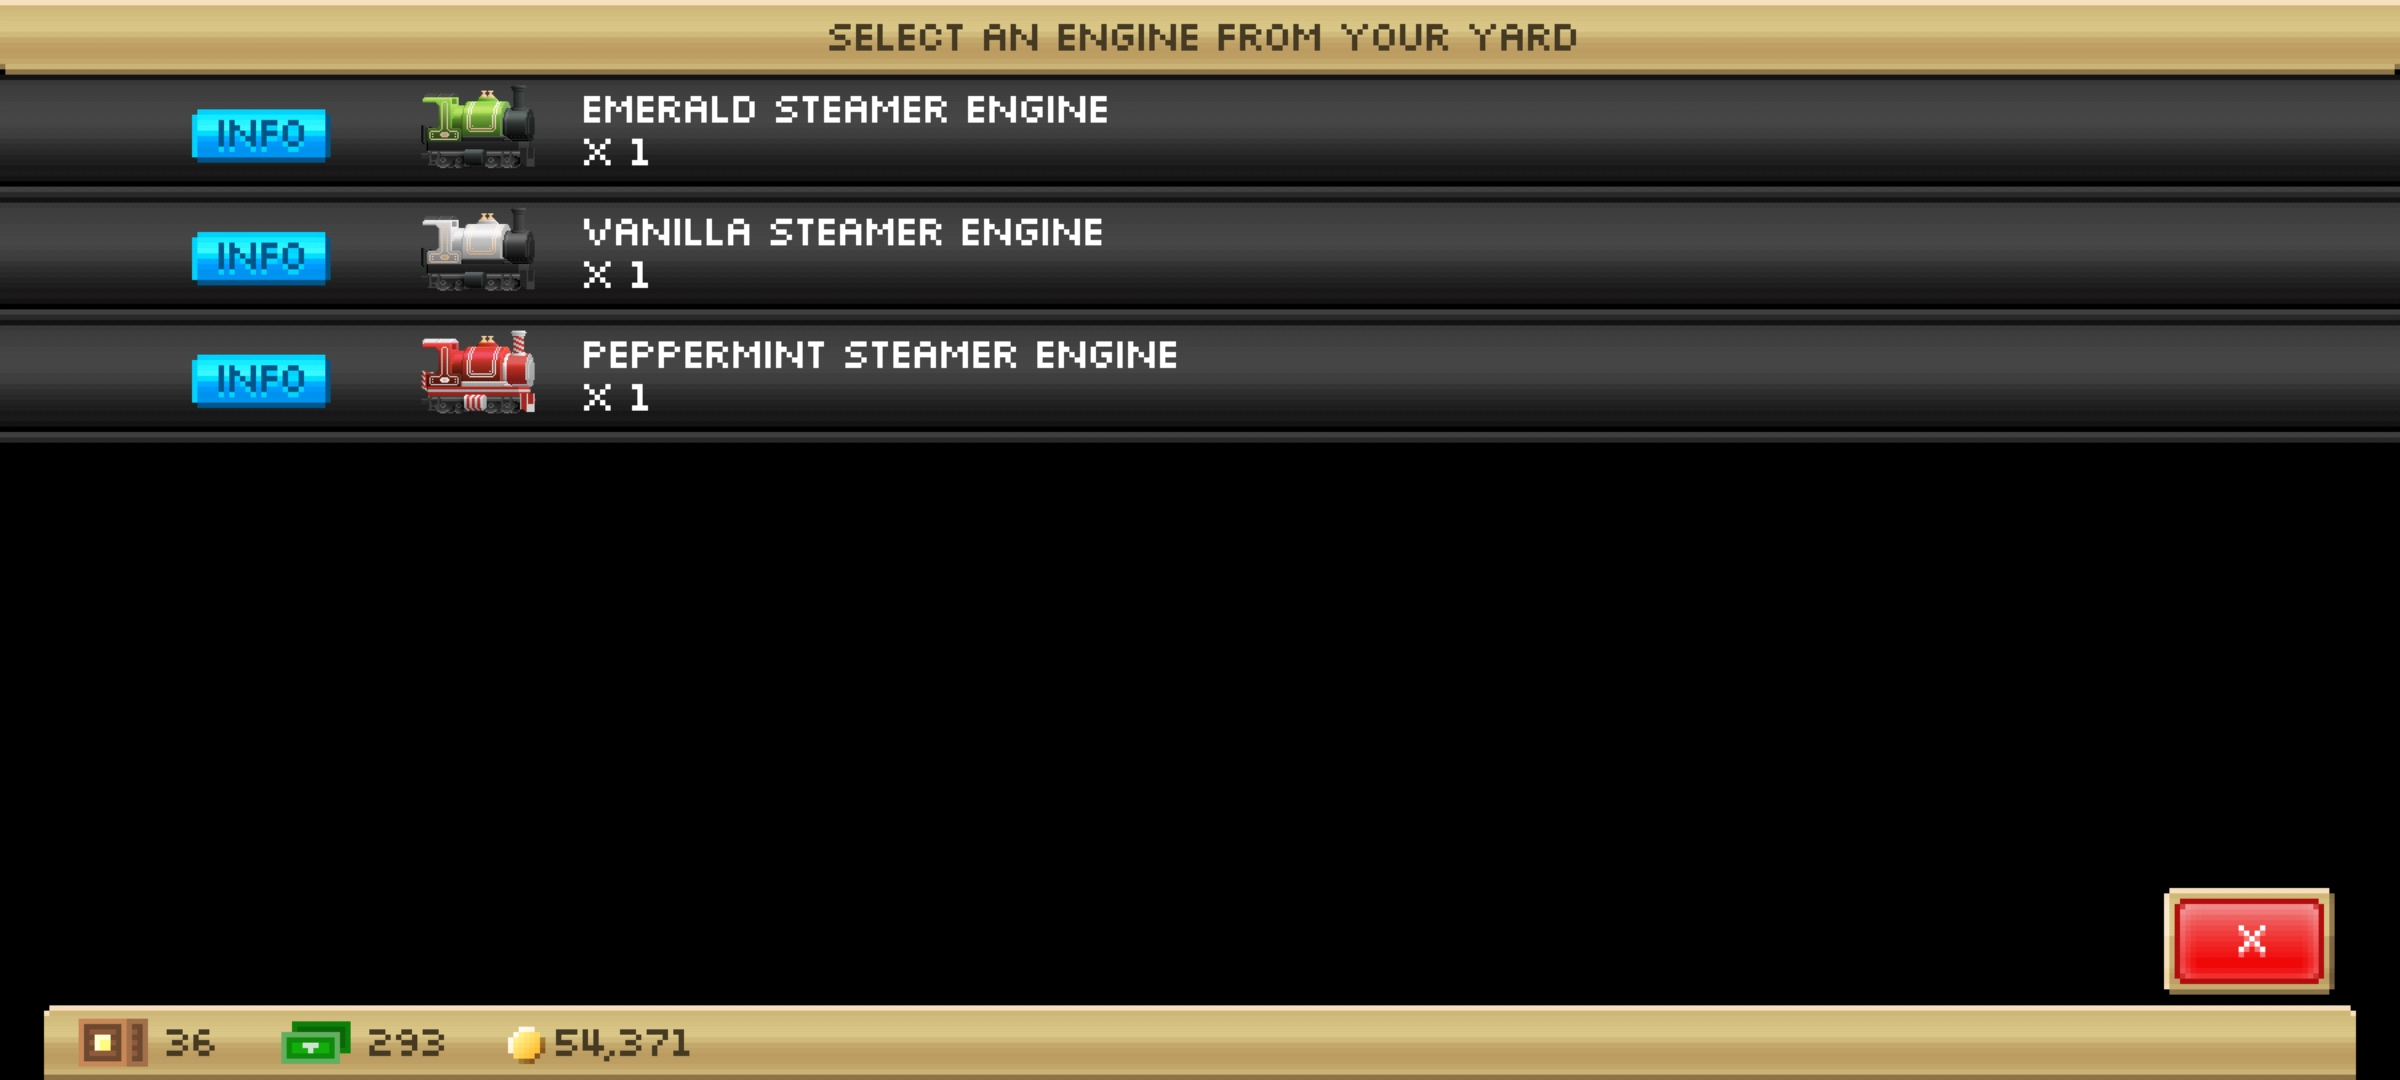 SELECT AN ENGINE FROM YOUR YARD
INFO
EMERALD STEAMER ENGINE
X 1
INFO
VANILLA STEAMER ENGINE
X 1
INFO
PEPPERMINT STEAMER ENGINE
X 1
X
36 293 54,371